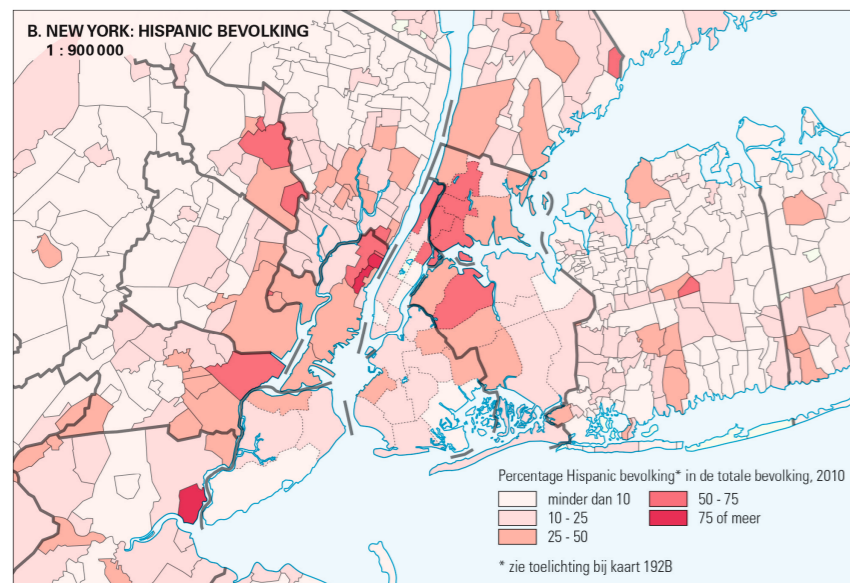 B. NEW YORK: HISPANIC BEVOLKING
1 : 900 000
Percentage Hispanic bevolking* in de totale bevolking, 2010
minder dan 10
10 - 25
25 - 50
50 - 75
75 of meer
* zie toelichting bij kaart 192B